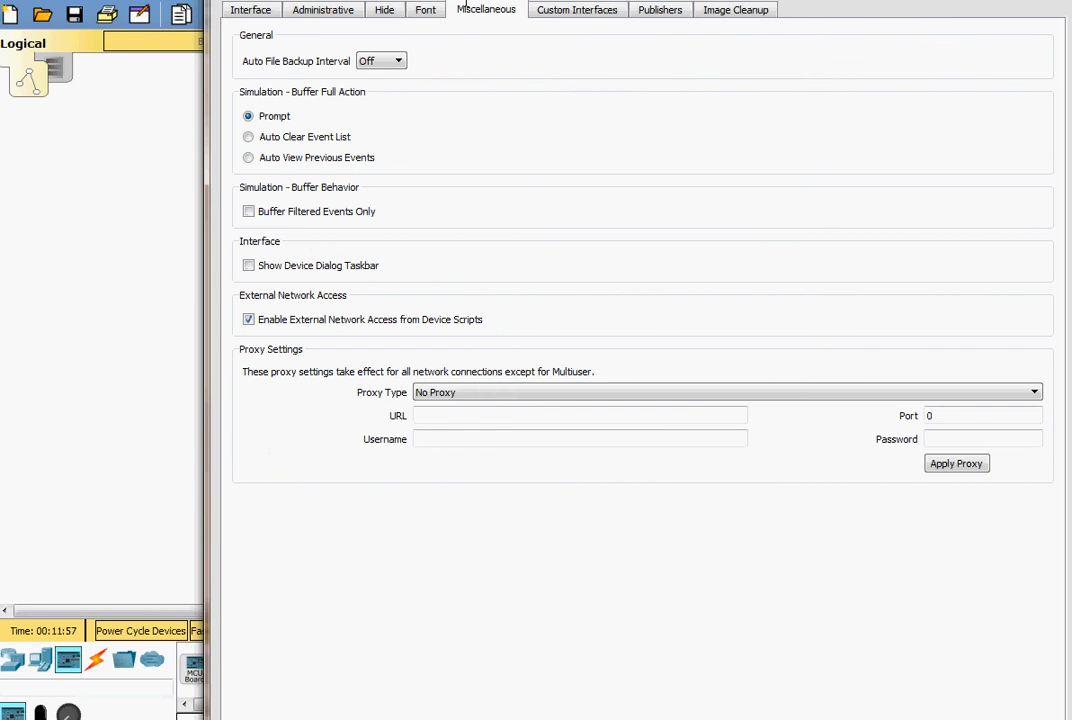 Interface Administrative Hide Font Miscellaneous Custom Interfaces Publishers Image Cleanup
Logical
General
Auto File Backup Interval Off
Simulation - Buffer Full Action
Prompt
Auto Clear Event List
Auto View Previous Events
Simulation - Buffer Behavior
Buffer Filtered Events Only
Interface
Show Device Dialog Taskbar
External Network Access
Enable External Network Access from Device Scripts
Proxy Settings
These proxy settings take effect for all network connections except for Multiuser.
Proxy Type No Proxy
URL Port 0
Username Password
Apply Proxy
Time: 00:11:57 Power Cycle Devices
MCU
Board